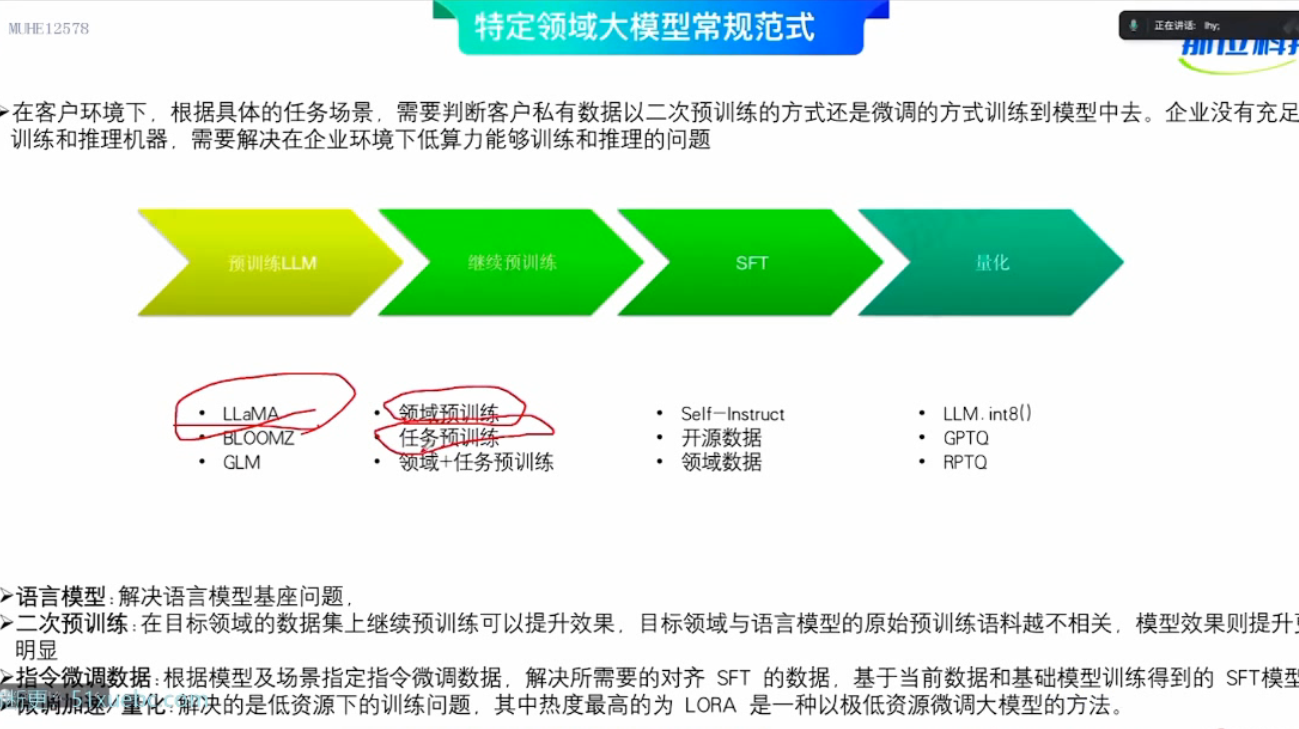 特定领域大模型常规范式
MUHE12578
正在讲话: lhy;
➢在客户环境下，根据具体的任务场景，需要判断客户私有数据以二次预训练的方式还是微调的方式训练到模型中去。企业没有充足
训练和推理机器，需要解决在企业环境下低算力能够训练和推理的问题
预训练LLM
继续预训练
SFT
量化
• LLaMA
• BLOOMZ
• GLM
• 领域预训练
• 任务预训练
• 领域+任务预训练
• Self-Instruct
• 开源数据
• 领域数据
• LLM.int8()
• GPTQ
• RPTQ
➢语言模型:解决语言模型基座问题，
➢二次预训练:在目标领域的数据集上继续预训练可以提升效果，目标领域与语言模型的原始预训练语料越不相关，模型效果则提升更
明显
➢指令微调数据:根据模型及场景指定指令微调数据，解决所需要的对齐 SFT 的数据，基于当前数据和基础模型训练得到的 SFT模型
➢微调加速/量化:解决的是低资源下的训练问题，其中热度最高的为 LORA 是一种以极低资源微调大模型的方法。